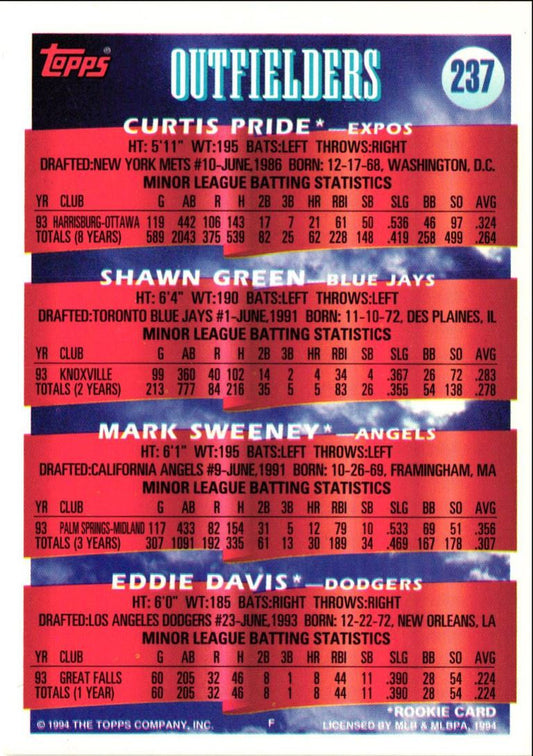 Topps OUTFIELDERS 237
CURTIS PRIDE*—EXPOS
HT: 5'11" WT:195 BATS:LEFT THROWS:RIGHT
DRAFTED:NEW YORK METS #10-JUNE,1986 BORN: 12-17-68, WASHINGTON, D.C.
MINOR LEAGUE BATTING STATISTICS
YR CLUB G AB R H 2B 3B HR RBI SB SLG BB SO AVG
93 HARRISBURG-OTTAWA 119 442 106 143 17 7 21 61 50 .536 46 97 .324
TOTALS (8 YEARS) 589 2043 375 539 82 25 62 228 148 .419 258 499 .264
SHAWN GREEN—BLUE JAYS
HT: 6'4" WT:190 BATS:LEFT THROWS:LEFT
DRAFTED:TORONTO BLUE JAYS #1-JUNE,1991 BORN: 11-10-72, DES PLAINES, IL
MINOR LEAGUE BATTING STATISTICS
YR CLUB G AB R H 2B 3B HR RBI SB SLG BB SO AVG
93 KNOXVILLE 99 360 40 102 14 2 4 34 4 .367 26 72 .283
TOTALS (2 YEARS) 213 777 84 216 35 5 5 83 26 .355 54 138 .278
MARK SWEENEY*—ANGELS
HT: 6'1" WT:195 BATS:LEFT THROWS:LEFT
DRAFTED:CALIFORNIA ANGELS #9-JUNE,1991 BORN: 10-26-69, FRAMINGHAM, MA
MINOR LEAGUE BATTING STATISTICS
YR CLUB G AB R H 2B 3B HR RBI SB SLG BB SO AVG
93 PALM SPRINGS-MIDLAND 117 433 82 154 31 5 12 79 10 .533 69 51 .356
TOTALS (3 YEARS) 307 1091 192 335 61 13 30 189 34 .469 167 178 .307
EDDIE DAVIS*—DODGERS
HT: 6'0" WT:185 BATS:RIGHT THROWS:RIGHT
DRAFTED:LOS ANGELES DODGERS #23-JUNE,1993 BORN: 12-22-72, NEW ORLEANS, LA
MINOR LEAGUE BATTING STATISTICS
YR CLUB G AB R H 2B 3B HR RBI SB SLG BB SO AVG
93 GREAT FALLS 60 205 32 46 8 1 8 44 11 .390 28 54 .224
TOTALS (1 YEAR) 60 205 32 46 8 1 8 44 11 .390 28 54 .224
*ROOKIE CARD
© 1994 THE TOPPS COMPANY, INC. F LICENSED BY MLB & MLBPA, 1994